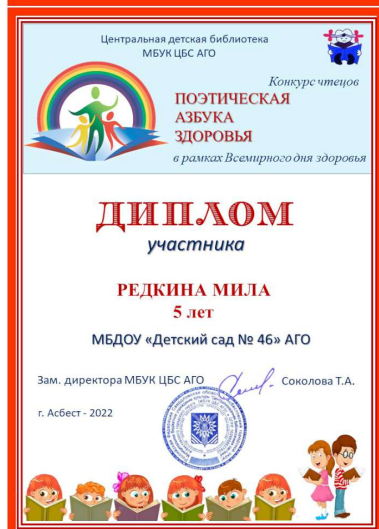 Центральная детская библиотека
МБУК ЦБС АГО
Конкурс чтецов
ПОЭТИЧЕСКАЯ
АЗБУКА
ЗДОРОВЬЯ
в рамках Всемирного дня здоровья
ДИПЛОМ
участника
РЕДКИНА МИЛА
5 лет
МБДОУ «Детский сад № 46» АГО
Зам. директора МБУК ЦБС АГО
Соколова Т.А.
г. Асбест - 2022